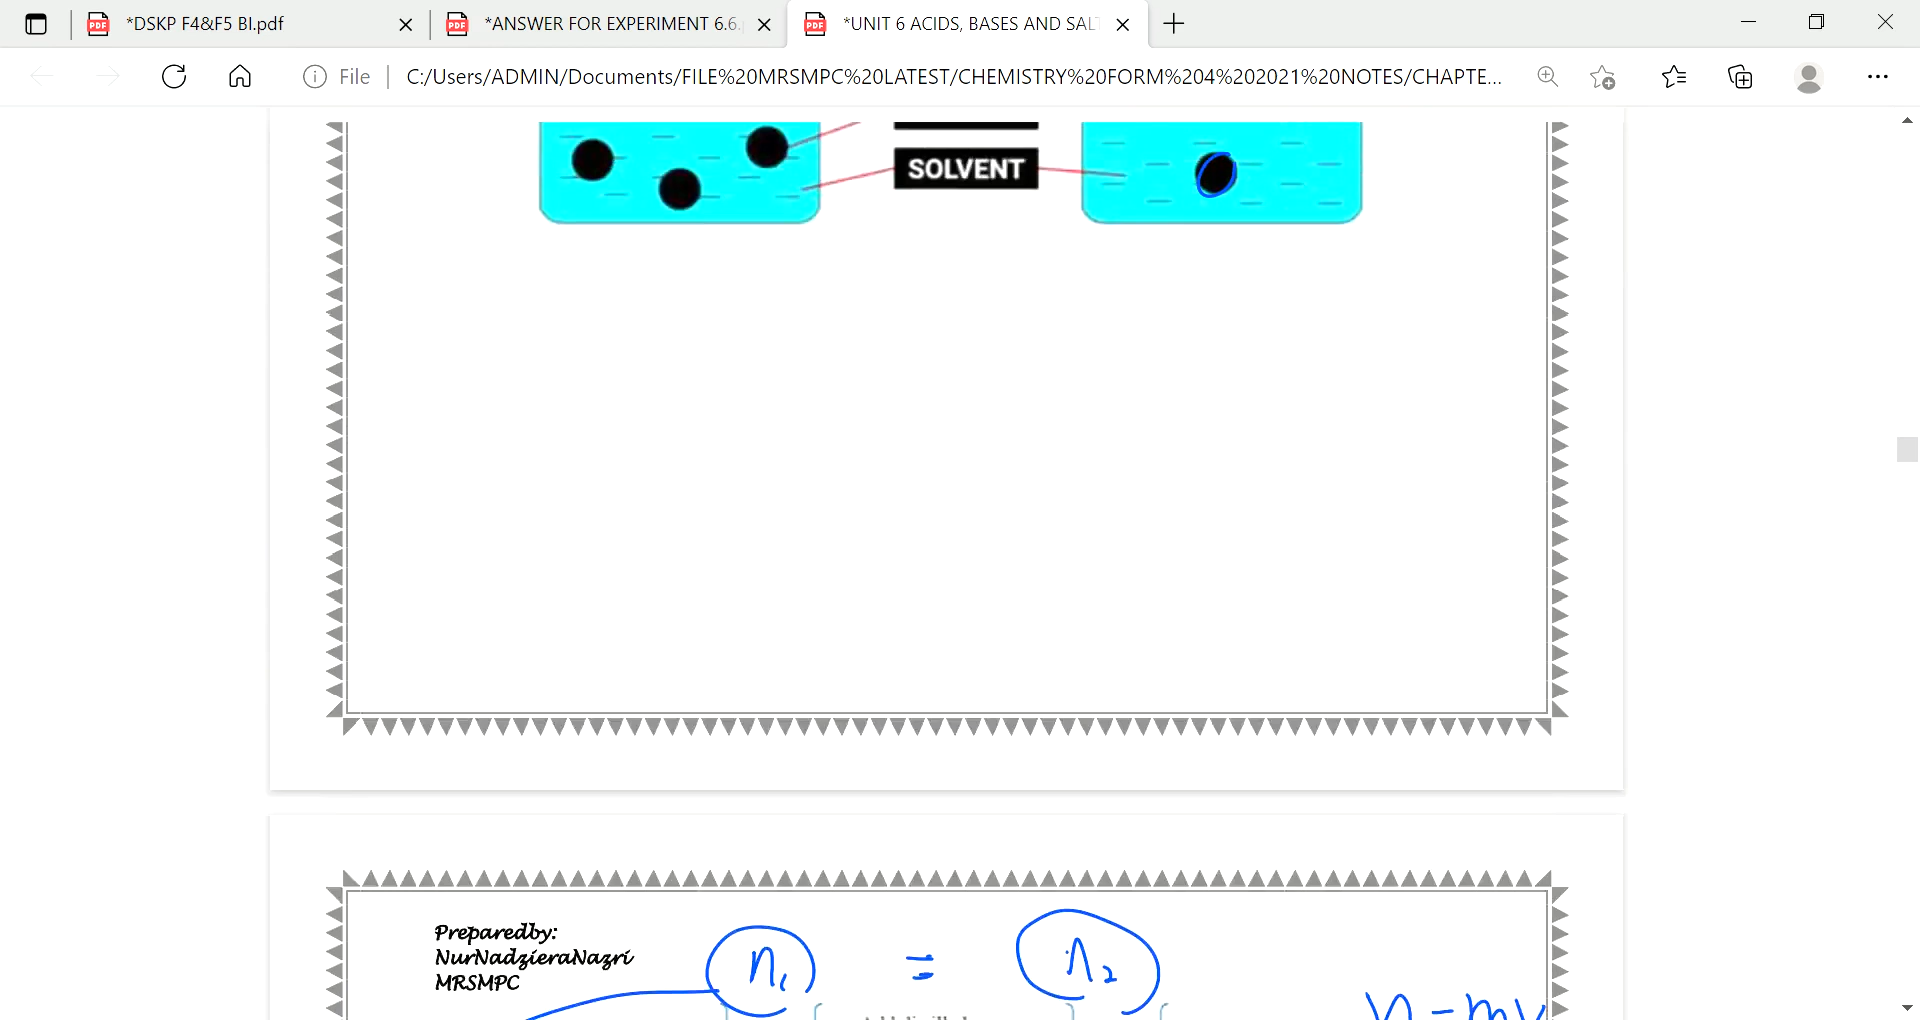 *DSKP F4&F5 BI.pdf
*ANSWER FOR EXPERIMENT 6.6.
*UNIT 6 ACIDS, BASES AND SAL
File
C:/Users/ADMIN/Documents/FILE%20MRSMPC%20LATEST/CHEMISTRY%20FORM%204%202021%20NOTES/CHAPTE...
SOLVENT
Preparedby:
NurNadzieraNazri
MRSMPC
n₁ = n₂
n = mv